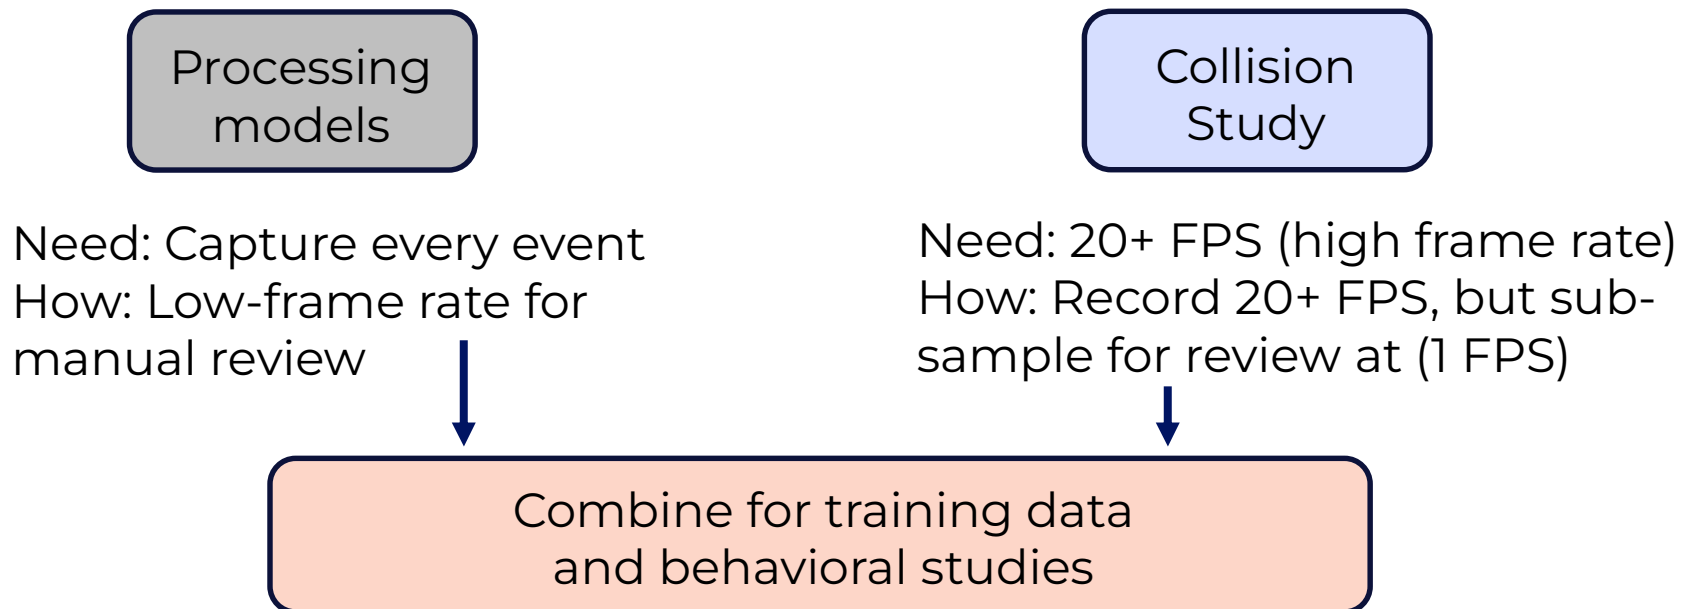 Processing
models
Collision
Study
Need: Capture every event
How: Low-frame rate for
manual review
Need: 20+ FPS (high frame rate)
How: Record 20+ FPS, but sub-
sample for review at (1 FPS)
Combine for training data
and behavioral studies